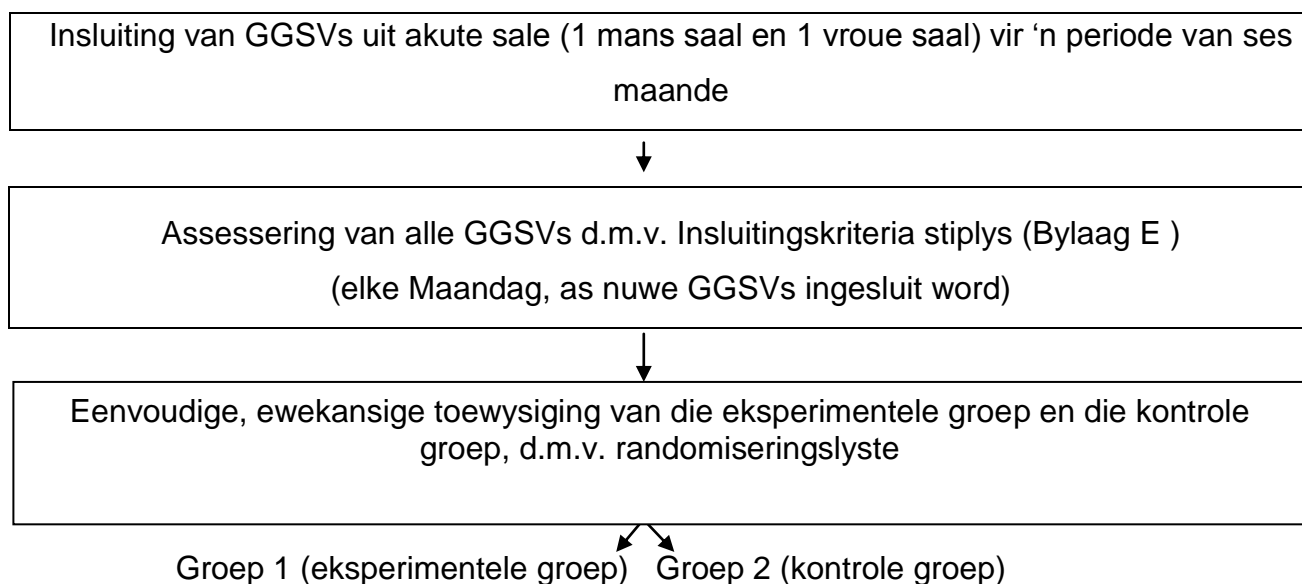 Insluiting van GGSVs uit akute sale (1 mans saal en 1 vroue saal) vir ‘n periode van ses
maande
Assessering van alle GGSVs d.m.v. Insluitingskriteria stiplys (Bylaag E )
(elke Maandag, as nuwe GGSVs ingesluit word)
Eenvoudige, ewekansige toewysiging van die eksperimentele groep en die kontrole
groep, d.m.v. randomiseringslyste
Groep 1 (eksperimentele groep) Groep 2 (kontrole groep)